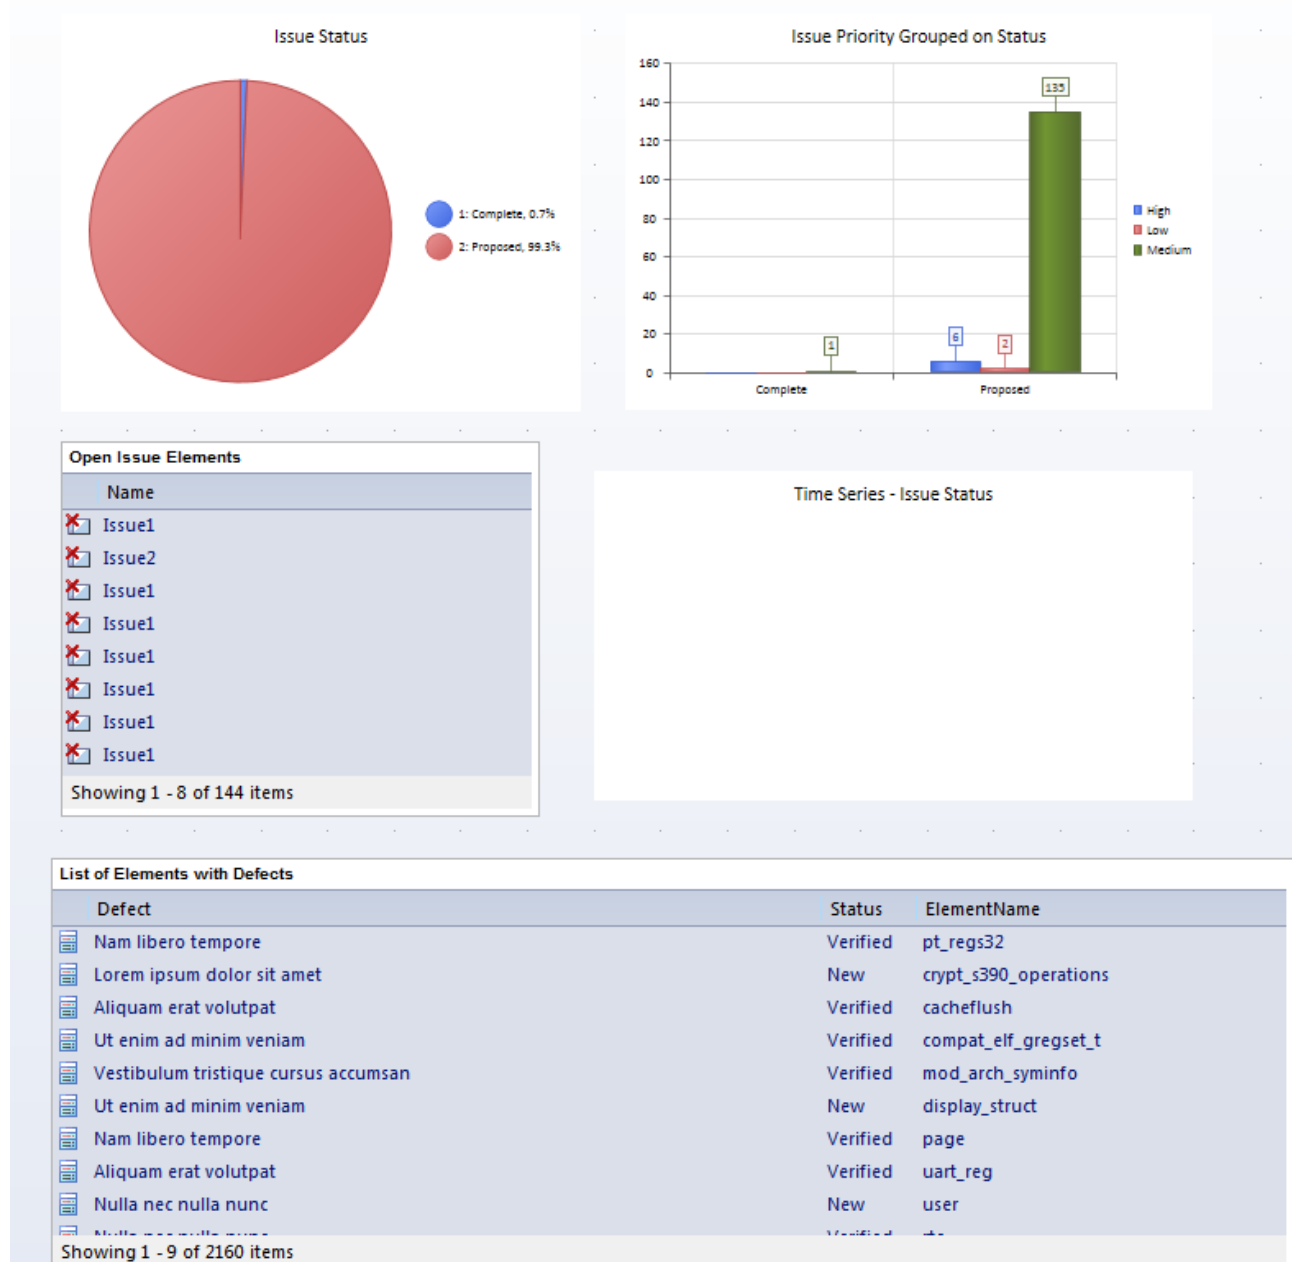 Issue Status
1: Complete, 0.7%
2: Proposed, 99.3%
Issue Priority Grouped on Status
160
140
120
100
80
60
40
20
0
135
1
6
2
Complete
Proposed
High
Low
Medium
Open Issue Elements
Name
Issue1
Issue2
Issue1
Issue1
Issue1
Issue1
Issue1
Issue1
Showing 1 - 8 of 144 items
Time Series - Issue Status
List of Elements with Defects
Defect Status ElementName
Nam libero tempore Verified pt_regs32
Lorem ipsum dolor sit amet New crypt_s390_operations
Aliquam erat volutpat Verified cacheflush
Ut enim ad minim veniam Verified compat_elf_gregset_t
Vestibulum tristique cursus accumsan Verified mod_arch_syminfo
Ut enim ad minim veniam New display_struct
Nam libero tempore Verified page
Aliquam erat volutpat Verified uart_reg
Nulla nec nulla nunc New user
Nulla nec nulla nunc Verified
Showing 1 - 9 of 2160 items